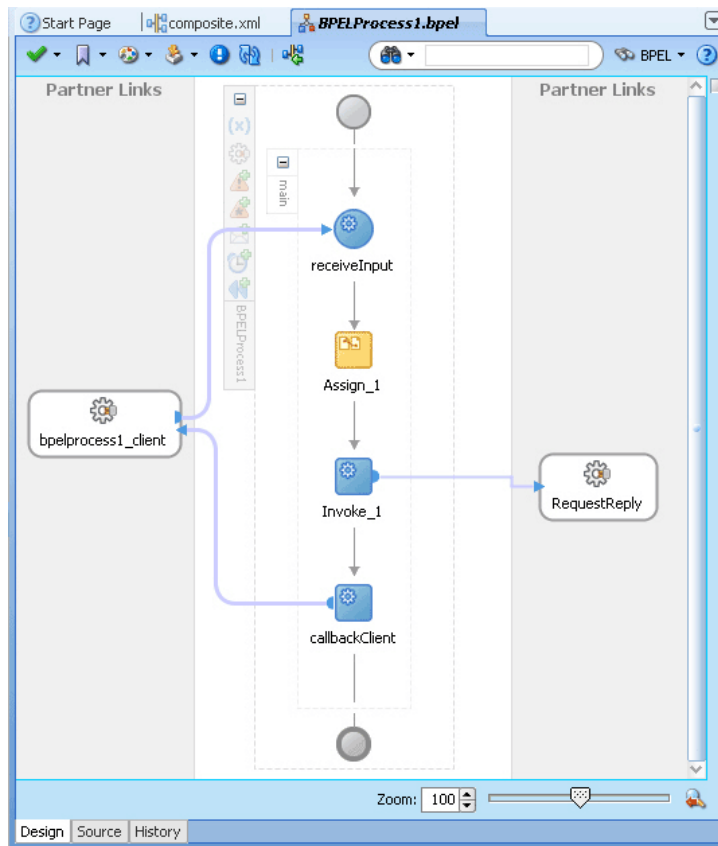 Start Page
composite.xml
BPELProcess1.bpel
BPEL
Partner Links
Partner Links
(x)
main
receiveInput
BPELProcess1
Assign_1
bpelprocess1_client
Invoke_1
RequestReply
callbackClient
Zoom: 100
Design Source History